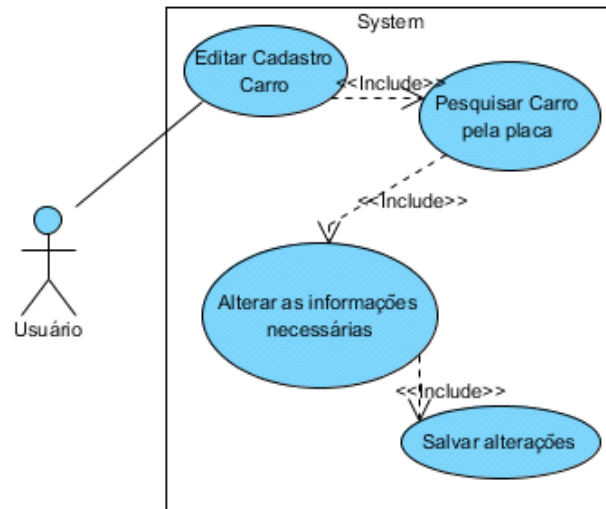 System
Editar Cadastro
Carro
<<Include>>
Pesquisar Carro
pela placa
<<Include>>
Usuário
Alterar as informações
necessárias
<<Include>>
Salvar alterações